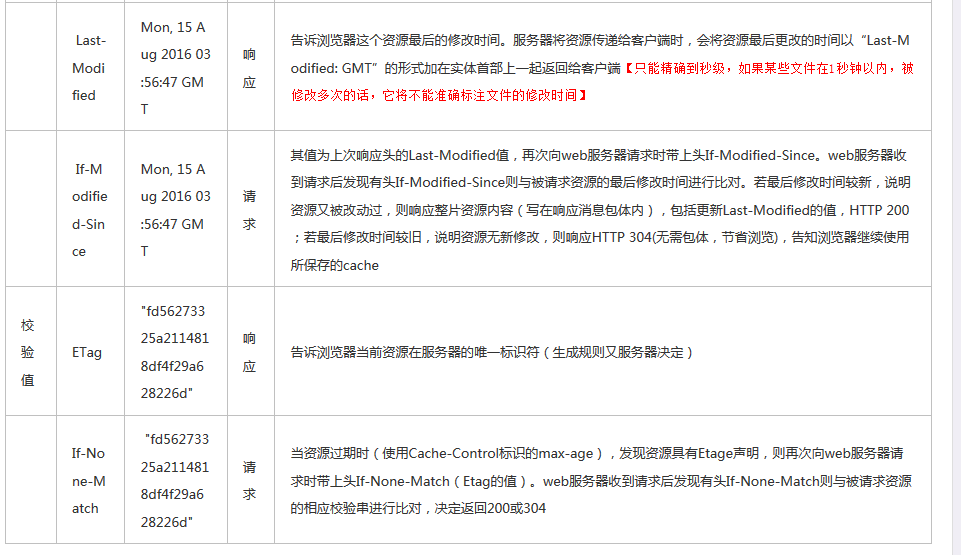 Last-
Modi
fied
Mon, 15 A
ug 2016 03
:56:47 GM
T
响
应
告诉浏览器这个资源最后的修改时间。服务器将资源传递给客户端时，会将资源最后更改的时间以“Last-M
odified: GMT”的形式加在实体首部上一起返回给客户端【只能精确到秒级，如果某些文件在1秒钟以内，被
修改多次的话，它将不能准确标注文件的修改时间】
If-M
odifie
d-Sin
ce
Mon, 15 A
ug 2016 03
:56:47 GM
T
请
求
其值为上次响应头的Last-Modified值，再次向web服务器请求时带上头If-Modified-Since。web服务器收
到请求后发现有头If-Modified-Since则与被请求资源的最后修改时间进行比对。若最后修改时间较新，说明
资源又被改动过，则响应整片资源内容（写在响应消息包体内），包括更新Last-Modified的值，HTTP 200
；若最后修改时间较旧，说明资源无新修改，则响应HTTP 304(无需包体，节省浏览)，告知浏览器继续使用
所保存的cache
校
验
值
ETag
"fd562733
25a211481
8df4f29a6
28226d"
响
应
告诉浏览器当前资源在服务器的唯一标识符（生成规则又服务器决定）
If-No
ne-M
atch
"fd562733
25a211481
8df4f29a6
28226d"
请
求
当资源过期时（使用Cache-Control标识的max-age），发现资源具有Etage声明，则再次向web服务器请
求时带上头If-None-Match（Etag的值）。web服务器收到请求后发现有头If-None-Match则与被请求资源
的相应校验串进行比对，决定返回200或304